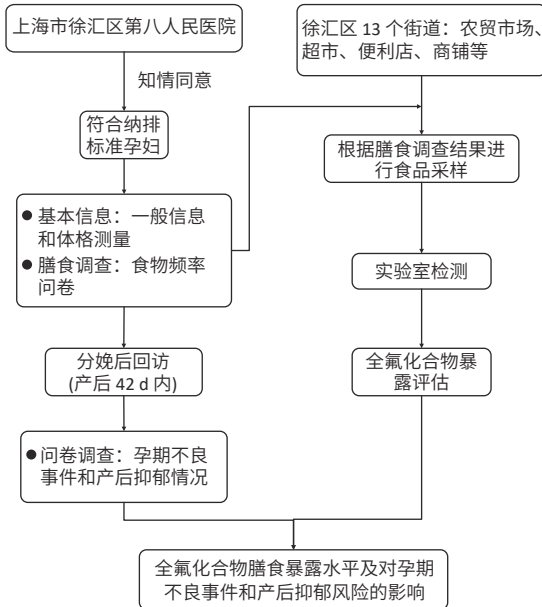 上海市徐汇区第八人民医院
知情同意
符合纳排
标准孕妇
● 基本信息：一般信息
和体格测量
● 膳食调查：食物频率
问卷
分娩后回访
(产后 42 d 内)
● 问卷调查：孕期不良
事件和产后抑郁情况
徐汇区 13 个街道：农贸市场、
超市、便利店、商铺等
根据膳食调查结果进
行食品采样
实验室检测
全氟化合物暴
露评估
全氟化合物膳食暴露水平及对孕期
不良事件和产后抑郁风险的影响